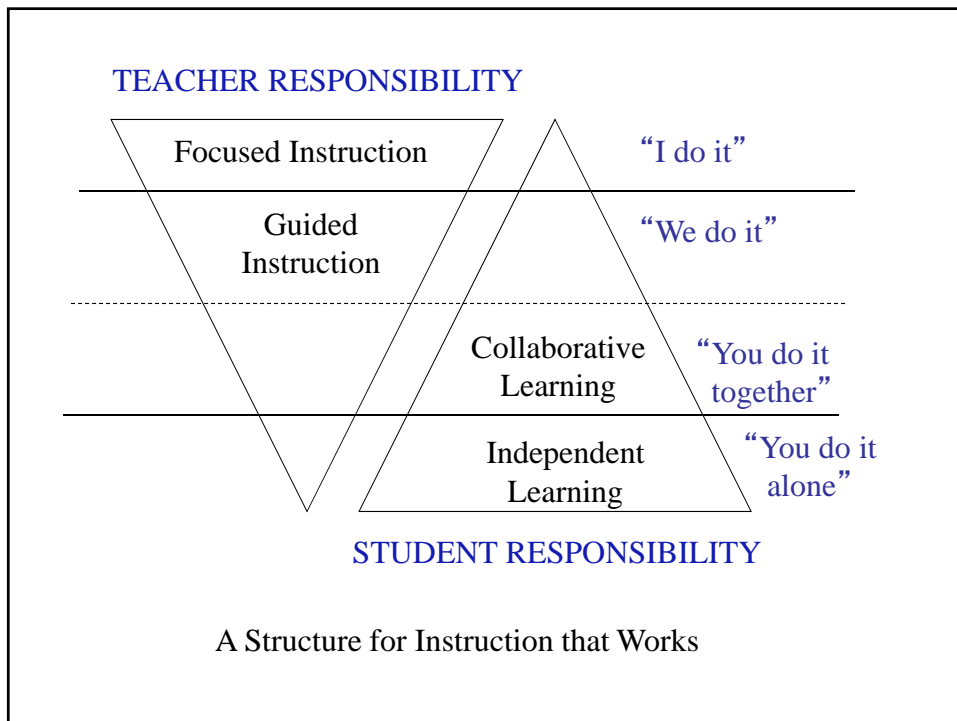 TEACHER RESPONSIBILITY
Focused Instruction
“I do it”
Guided
Instruction
“We do it”
Collaborative
Learning
“You do it
together”
Independent
Learning
“You do it
alone”
STUDENT RESPONSIBILITY
A Structure for Instruction that Works